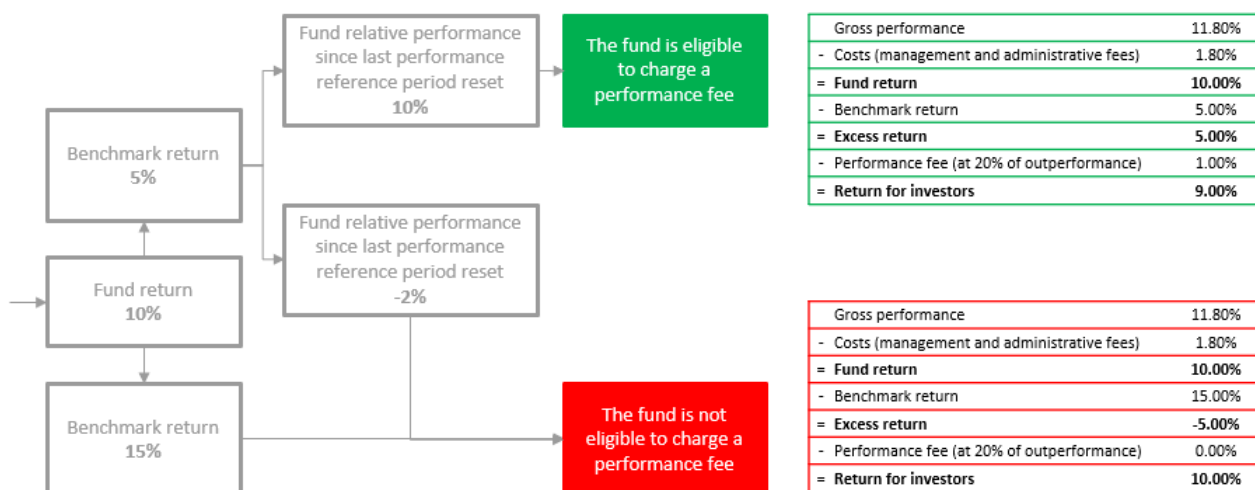 Fund relative performance
since last performance
reference period reset
10%
The fund is eligible
to charge a
performance fee
Benchmark return
5%
Fund relative performance
since last performance
reference period reset
-2%
Fund return
10%
Benchmark return
15%
The fund is not
eligible to charge a
performance fee
Gross performance 11.80%
- Costs (management and administrative fees) 1.80%
= Fund return 10.00%
- Benchmark return 5.00%
= Excess return 5.00%
- Performance fee (at 20% of outperformance) 1.00%
= Return for investors 9.00%
Gross performance 11.80%
- Costs (management and administrative fees) 1.80%
= Fund return 10.00%
- Benchmark return 15.00%
= Excess return -5.00%
- Performance fee (at 20% of outperformance) 0.00%
= Return for investors 10.00%